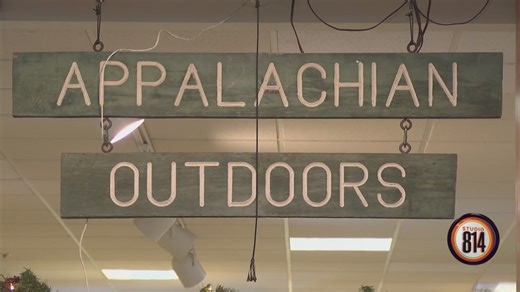 APPALACHIAN
OUTDOORS
STUDIO
814